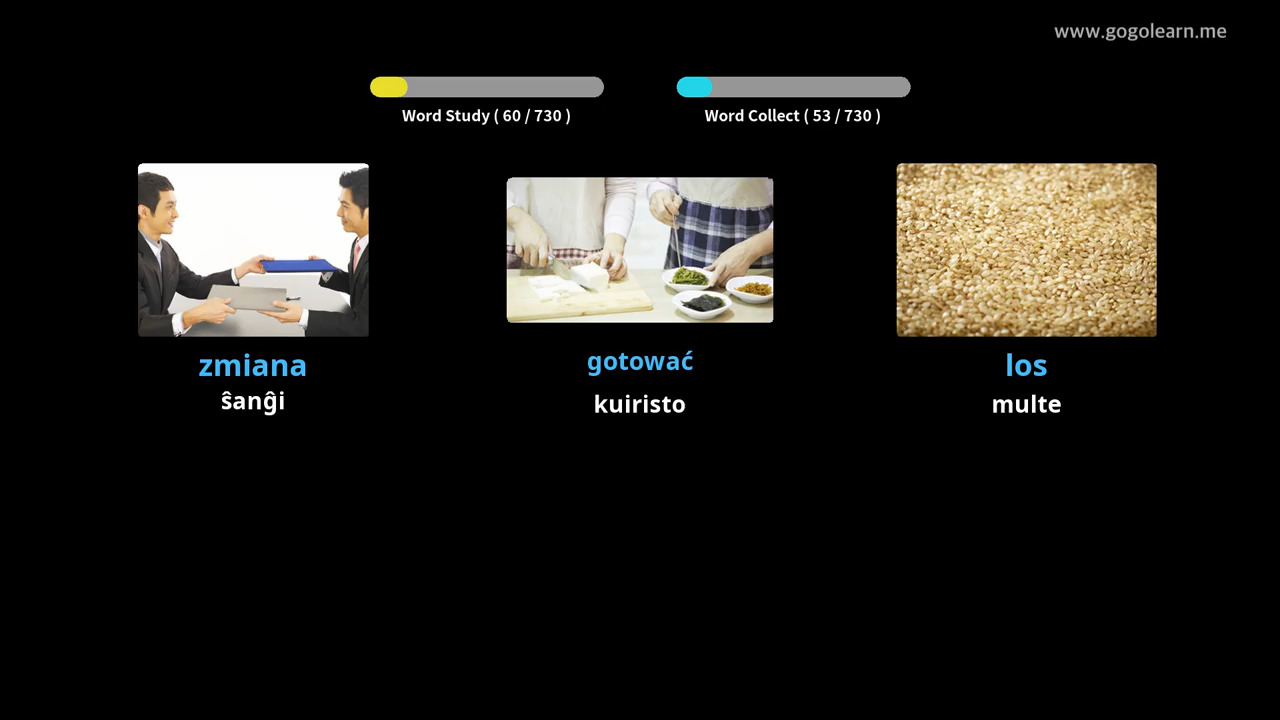 www.gogolearn.me
Word Study ( 60 / 730 )
Word Collect ( 53 / 730 )
zmiana
ŝanĝi
gotować
kuiristo
los
multe